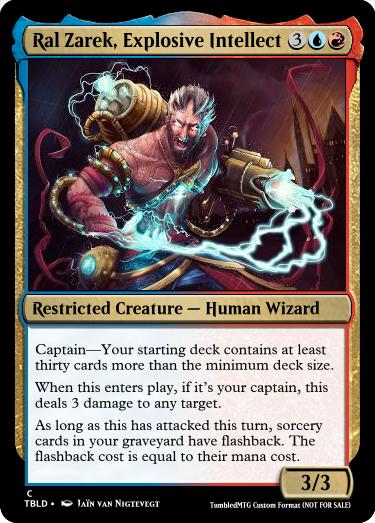 Ral Zarek, Explosive Intellect 3
Restricted Creature — Human Wizard
Captain—Your starting deck contains at least
thirty cards more than the minimum deck size.
When this enters play, if it's your captain, this
deals 3 damage to any target.
As long as this has attacked this turn, sorcery
cards in your graveyard have flashback. The
flashback cost is equal to their mana cost.
3/3
C
TBLD • Iaïn van Nigtevegt
TumbledMTG Custom Format (NOT FOR SALE)